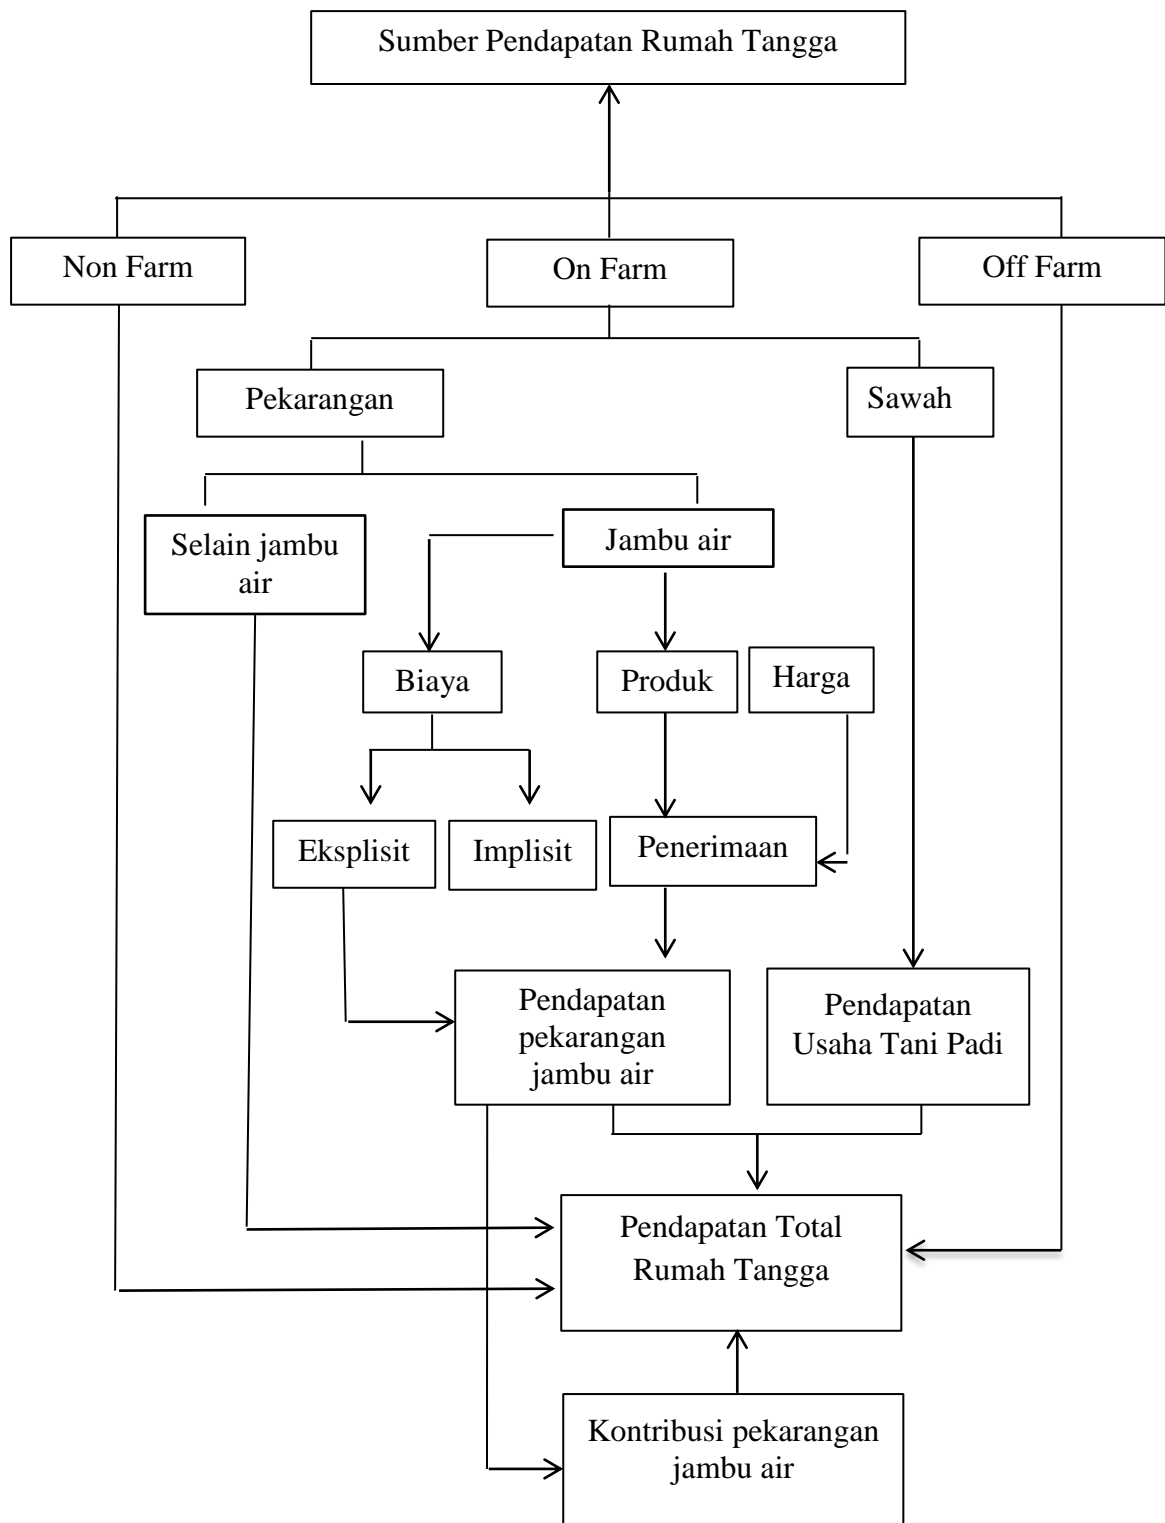 Sumber Pendapatan Rumah Tangga
Non Farm
On Farm
Off Farm
Pekarangan
Sawah
Selain jambu
air
Jambu air
Biaya
Produk
Harga
Eksplisit
Implisit
Penerimaan
Pendapatan
pekarangan
jambu air
Pendapatan
Usaha Tani Padi
Pendapatan Total
Rumah Tangga
Kontribusi pekarangan
jambu air